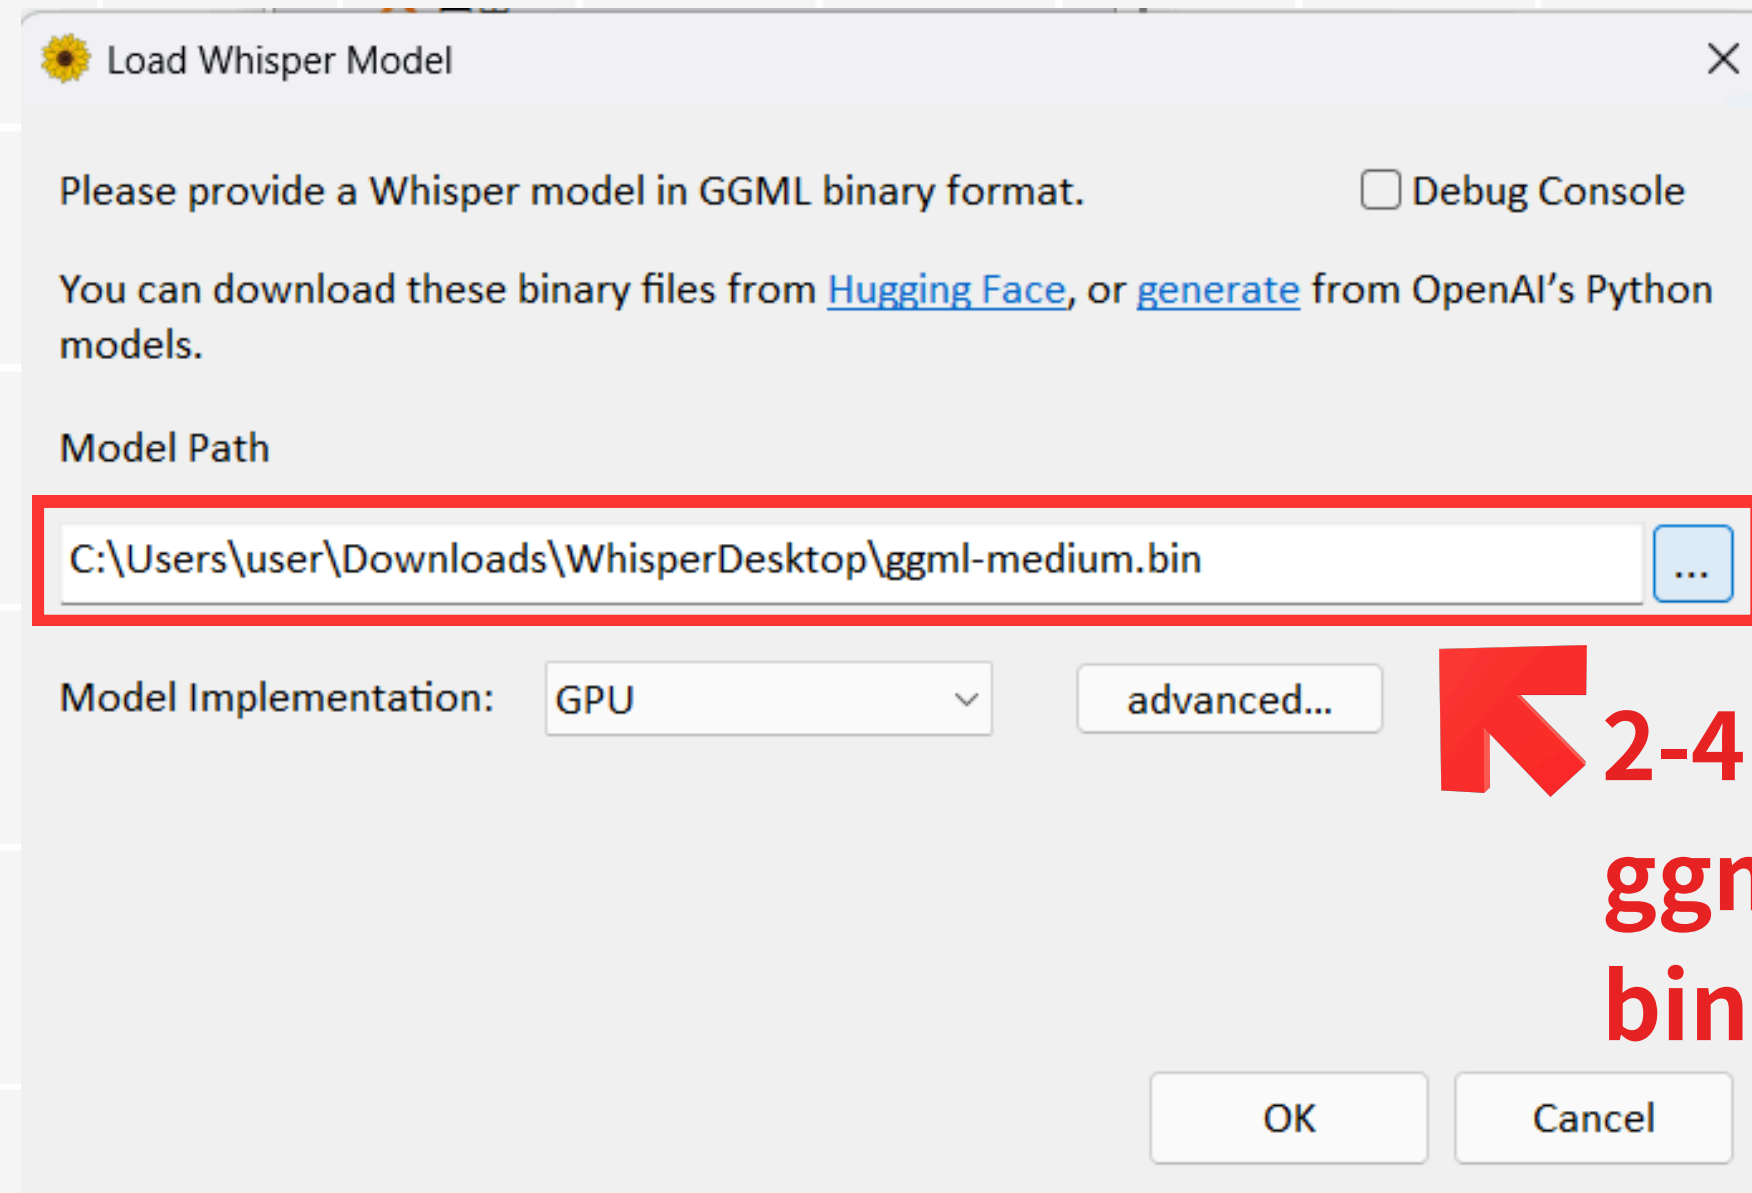 Load Whisper Model
Please provide a Whisper model in GGML binary format.
Debug Console
You can download these binary files from Hugging Face, or generate from OpenAI's Python
models.
Model Path
C:\Users\user\Downloads\WhisperDesktop\ggml-medium.bin
...
Model Implementation:
GPU
advanced...
2-4
bin
OK
Cancel